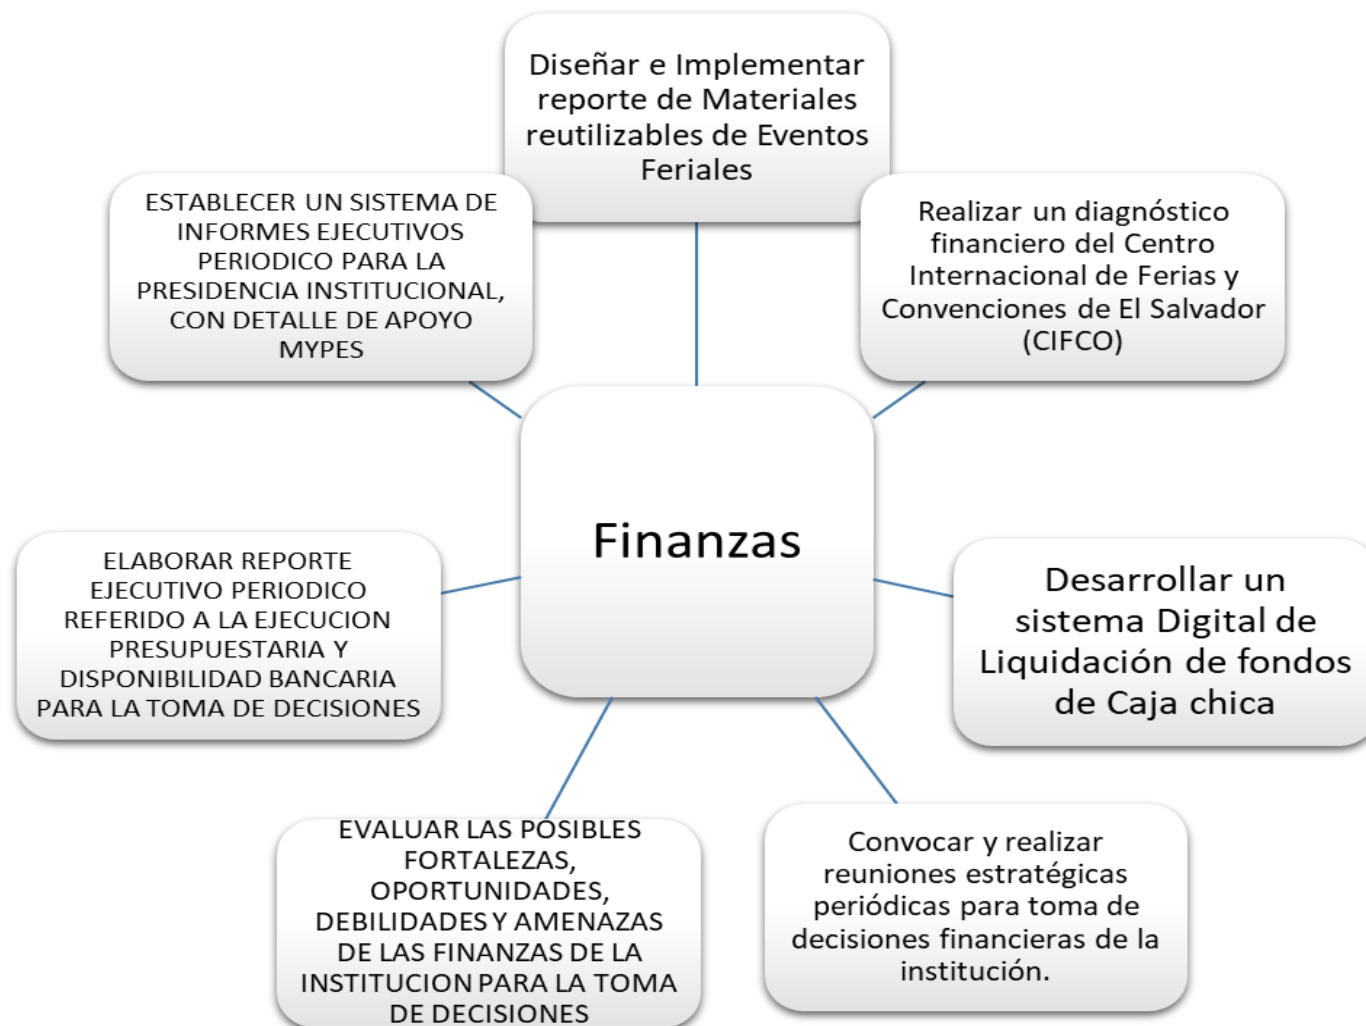 Diseñar e Implementar
reporte de Materiales
reutilizables de Eventos
Feriales
ESTABLECER UN SISTEMA DE
INFORMES EJECUTIVOS
PERIODICO PARA LA
PRESIDENCIA INSTITUCIONAL,
CON DETALLE DE APOYO
MYPES
Realizar un diagnóstico
financiero del Centro
Internacional de Ferias y
Convenciones de El Salvador
(CIFCO)
Finanzas
ELABORAR REPORTE
EJECUTIVO PERIODICO
REFERIDO A LA EJECUCION
PRESUPUESTARIA Y
DISPONIBILIDAD BANCARIA
PARA LA TOMA DE DECISIONES
Desarrollar un
sistema Digital de
Liquidación de fondos
de Caja chica
EVALUAR LAS POSIBLES
FORTALEZAS,
OPORTUNIDADES,
DEBILIDADES Y AMENAZAS
DE LAS FINANZAS DE LA
INSTITUCION PARA LA TOMA
DE DECISIONES
Convocar y realizar
reuniones estratégicas
periódicas para toma de
decisiones financieras de la
institución.